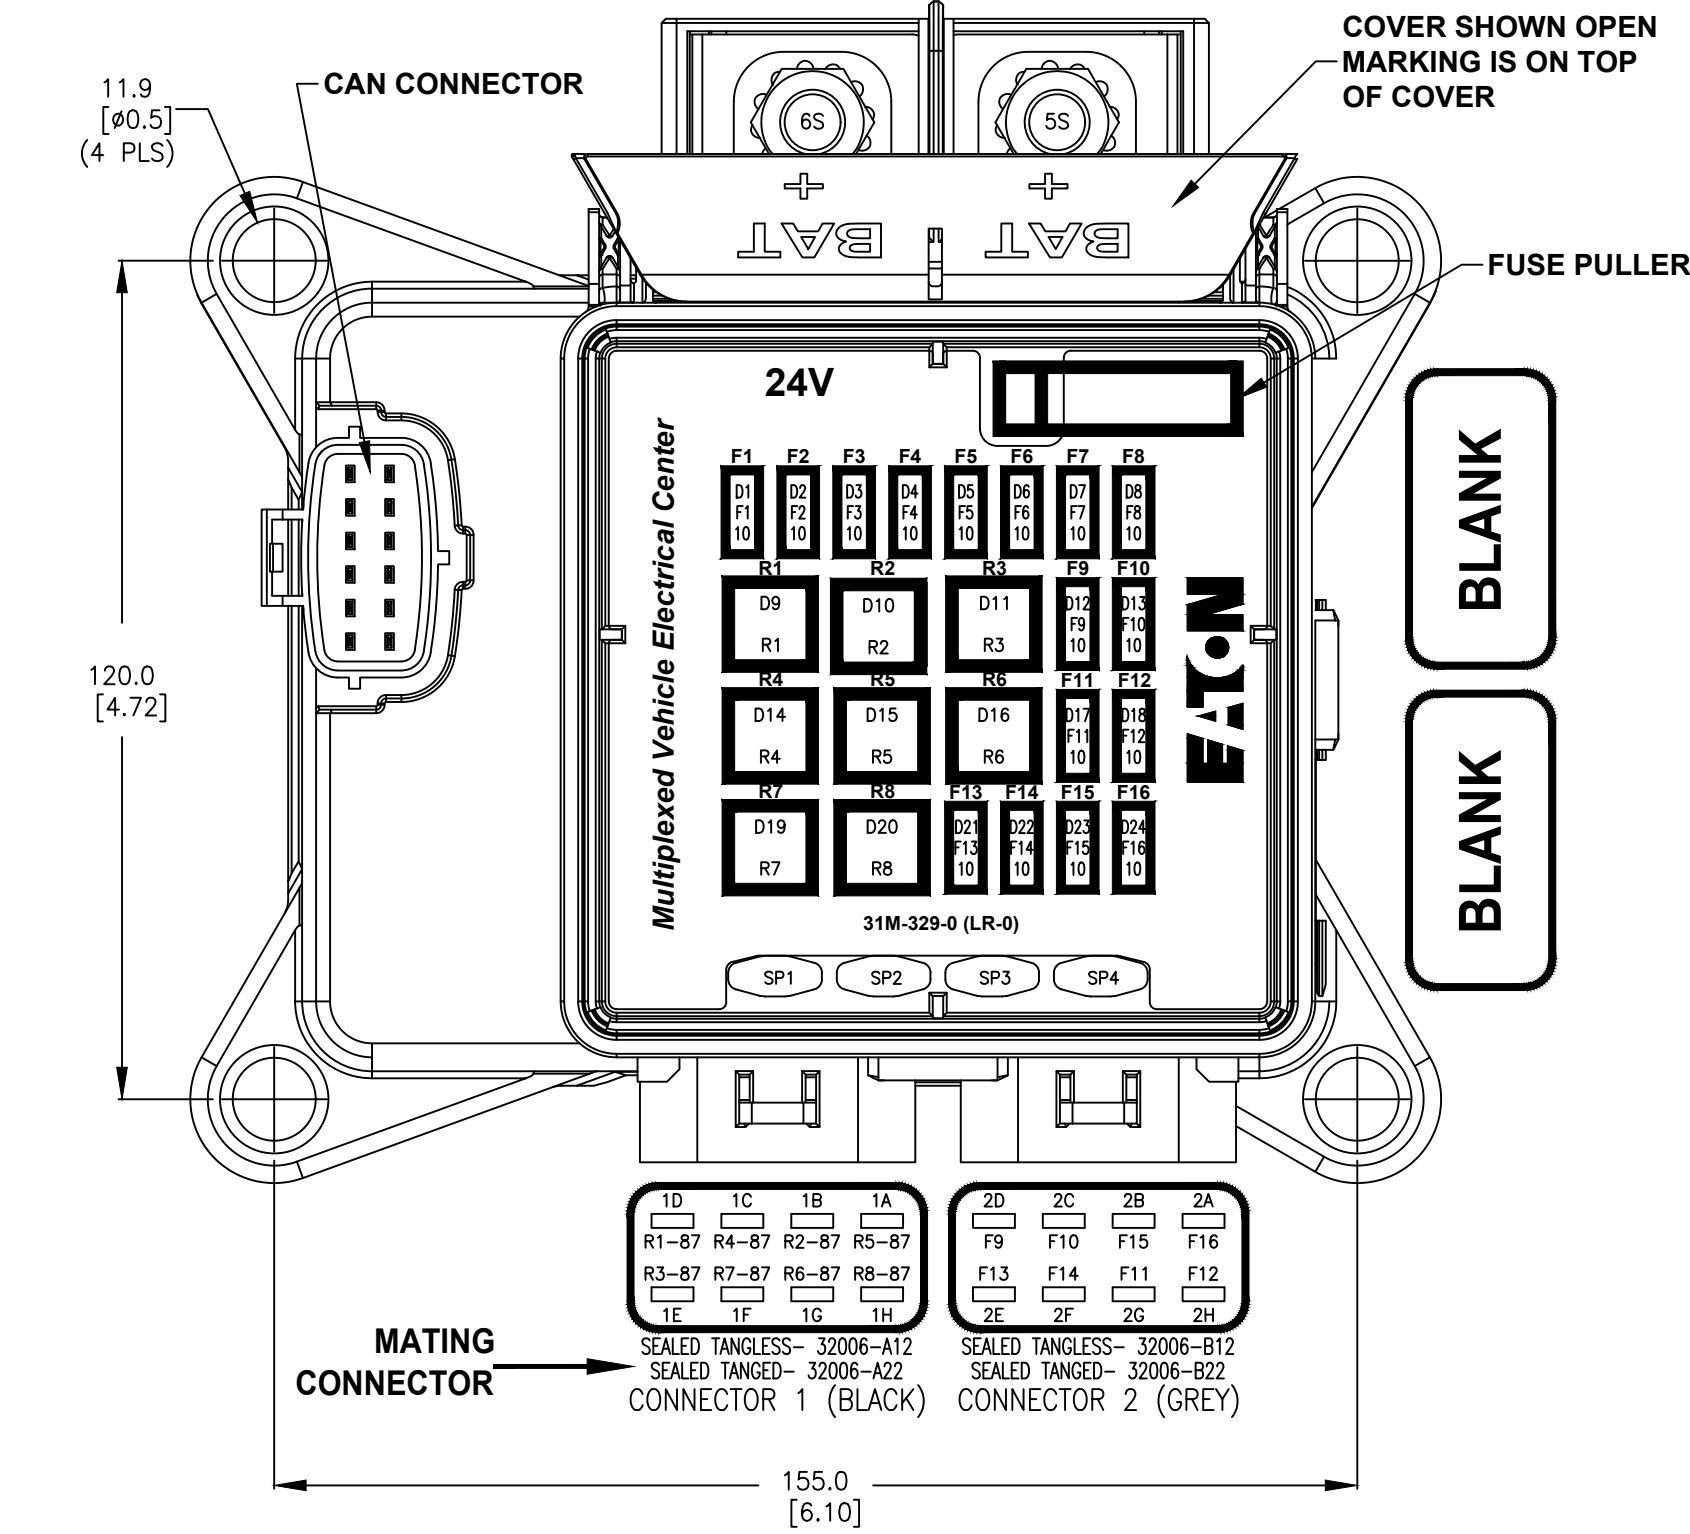 COVER SHOWN OPEN
MARKING IS ON TOP
OF COVER
11.9
[ø0.5]
(4 PLS)
CAN CONNECTOR
6S
5S
+
+
BAT
BAT
FUSE PULLER
24V
Multiplexed Vehicle Electrical Center
F1 F2 F3 F4 F5 F6 F7 F8
D1 D2 D3 D4 D5 D6 D7 D8
F1 F2 F3 F4 F5 F6 F7 F8
10 10 10 10 10 10 10 10
R1 R2 R3 F9 F10
D9 D10 D11 D12 D13
R1 R2 R3 F9 F10
10 10
R4 R5 R6 F11 F12
D14 D15 D16 D17 D18
R4 R5 R6 F11 F12
10 10
R7 R8 F13 F14 F15 F16
D19 D20 D21 D22 D23 D24
R7 R8 F13 F14 F15 F16
10 10 10 10
EATON
BLANK
BLANK
120.0
[4.72]
31M-329-0 (LR-0)
SP1 SP2 SP3 SP4
1D 1C 1B 1A
R1-87 R4-87 R2-87 R5-87
R3-87 R7-87 R6-87 R8-87
1E 1F 1G 1H
2D 2C 2B 2A
F9 F10 F15 F16
F13 F14 F11 F12
2E 2F 2G 2H
MATING
CONNECTOR
SEALED TANGLESS- 32006-A12
SEALED TANGED- 32006-A22
CONNECTOR 1 (BLACK)
SEALED TANGLESS- 32006-B12
SEALED TANGED- 32006-B22
CONNECTOR 2 (GREY)
155.0
[6.10]